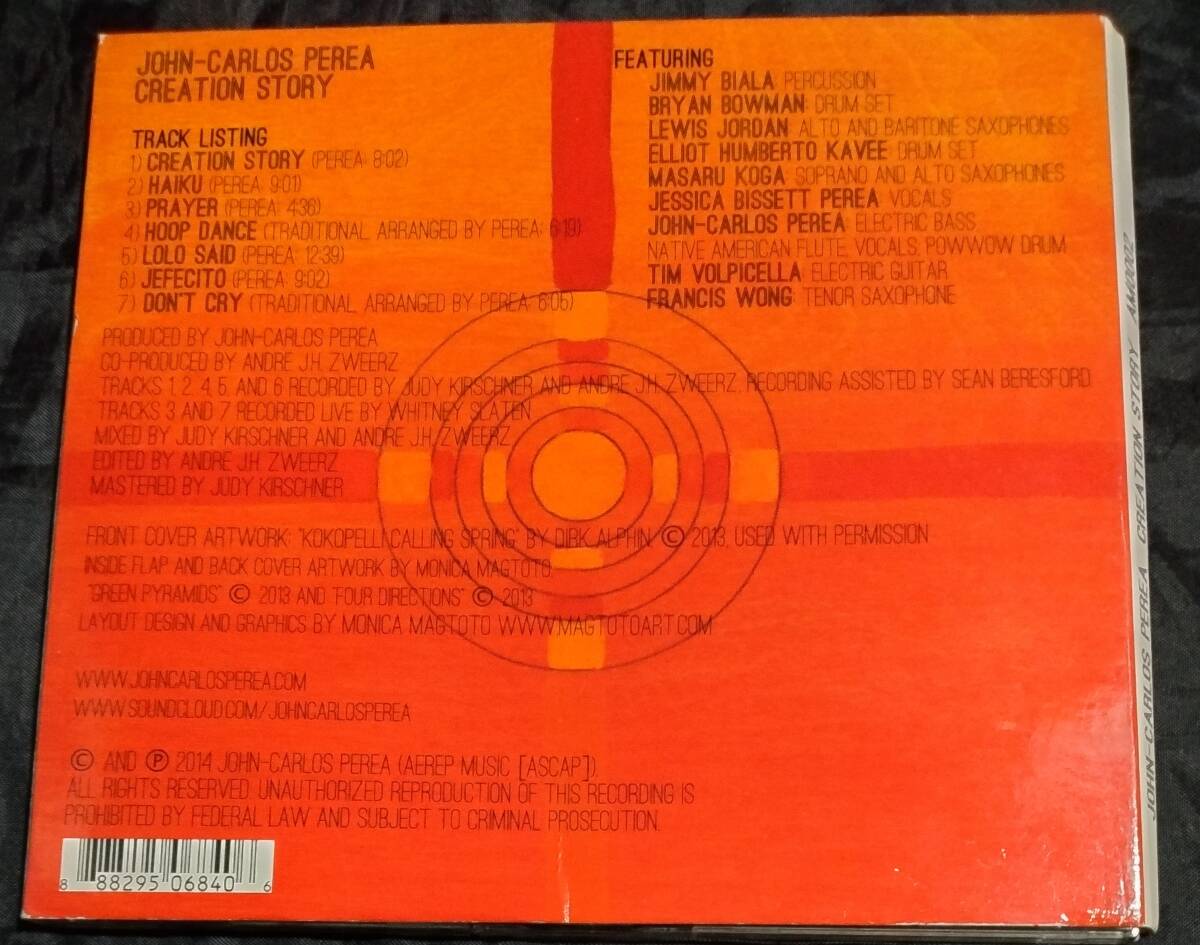 JOHN-CARLOS PEREA
CREATION STORY
TRACK LISTING
1) CREATION STORY (PEREA: 8:02)
2) HAIKU (PEREA: 9:01)
3) PRAYER (PEREA: 4:36)
4) HOOP DANCE (TRADITIONAL, ARRANGED BY PEREA: 6:19)
5) LOLO SAID (PEREA: 12:39)
6) JEFECITO (PEREA: 9:02)
7) DON'T CRY (TRADITIONAL, ARRANGED BY PEREA: 6:05)
FEATURING
JIMMY BIALA: PERCUSSION
BRYAN BOWMAN: DRUM SET
LEWIS JORDAN: ALTO AND BARITONE SAXOPHONES
ELLIOT HUMBERTO KAVEE: DRUM SET
MASARU KOGA: SOPRANO AND ALTO SAXOPHONES
JESSICA BISSETT PEREA: VOCALS
JOHN-CARLOS PEREA: ELECTRIC BASS,
NATIVE AMERICAN FLUTE, VOCALS, POWWOW DRUM
TIM VOLPICELLA: ELECTRIC GUITAR
FRANCIS WONG: TENOR SAXOPHONE
PRODUCED BY JOHN-CARLOS PEREA
CO-PRODUCED BY ANDRE J.H. ZWEERZ
TRACKS 1, 2, 4, 5, AND 6 RECORDED BY JUDY KIRSCHNER AND ANDRE J.H. ZWEERZ. RECORDING ASSISTED BY SEAN BERESFORD
TRACKS 3 AND 7 RECORDED LIVE BY WHITNEY SLATEN
MIXED BY JUDY KIRSCHNER AND ANDRE J.H. ZWEERZ
EDITED BY ANDRE J.H. ZWEERZ
MASTERED BY JUDY KIRSCHNER
FRONT COVER ARTWORK: "KOKOPELLI CALLING SPRING" BY DIRK ALPHIN, © 2013, USED WITH PERMISSION
INSIDE FLAP AND BACK COVER ARTWORK BY MONICA MAGTOTO.
"GREEN PYRAMIDS" © 2013 AND "FOUR DIRECTIONS" © 2013
LAYOUT DESIGN AND GRAPHICS BY MONICA MAGTOTO WWW.MAGTOTOART.COM
WWW.JOHNCARLOSPEREA.COM
WWW.SOUNDCLOUD.COM/JOHNCARLOSPEREA
© AND ℗ 2014 JOHN-CARLOS PEREA (AEREP MUSIC [ASCAP]).
ALL RIGHTS RESERVED. UNAUTHORIZED REPRODUCTION OF THIS RECORDING IS
PROHIBITED BY FEDERAL LAW AND SUBJECT TO CRIMINAL PROSECUTION.
8 88295 06840 6
JOHN-CARLOS PEREA CREATION STORY AM0002